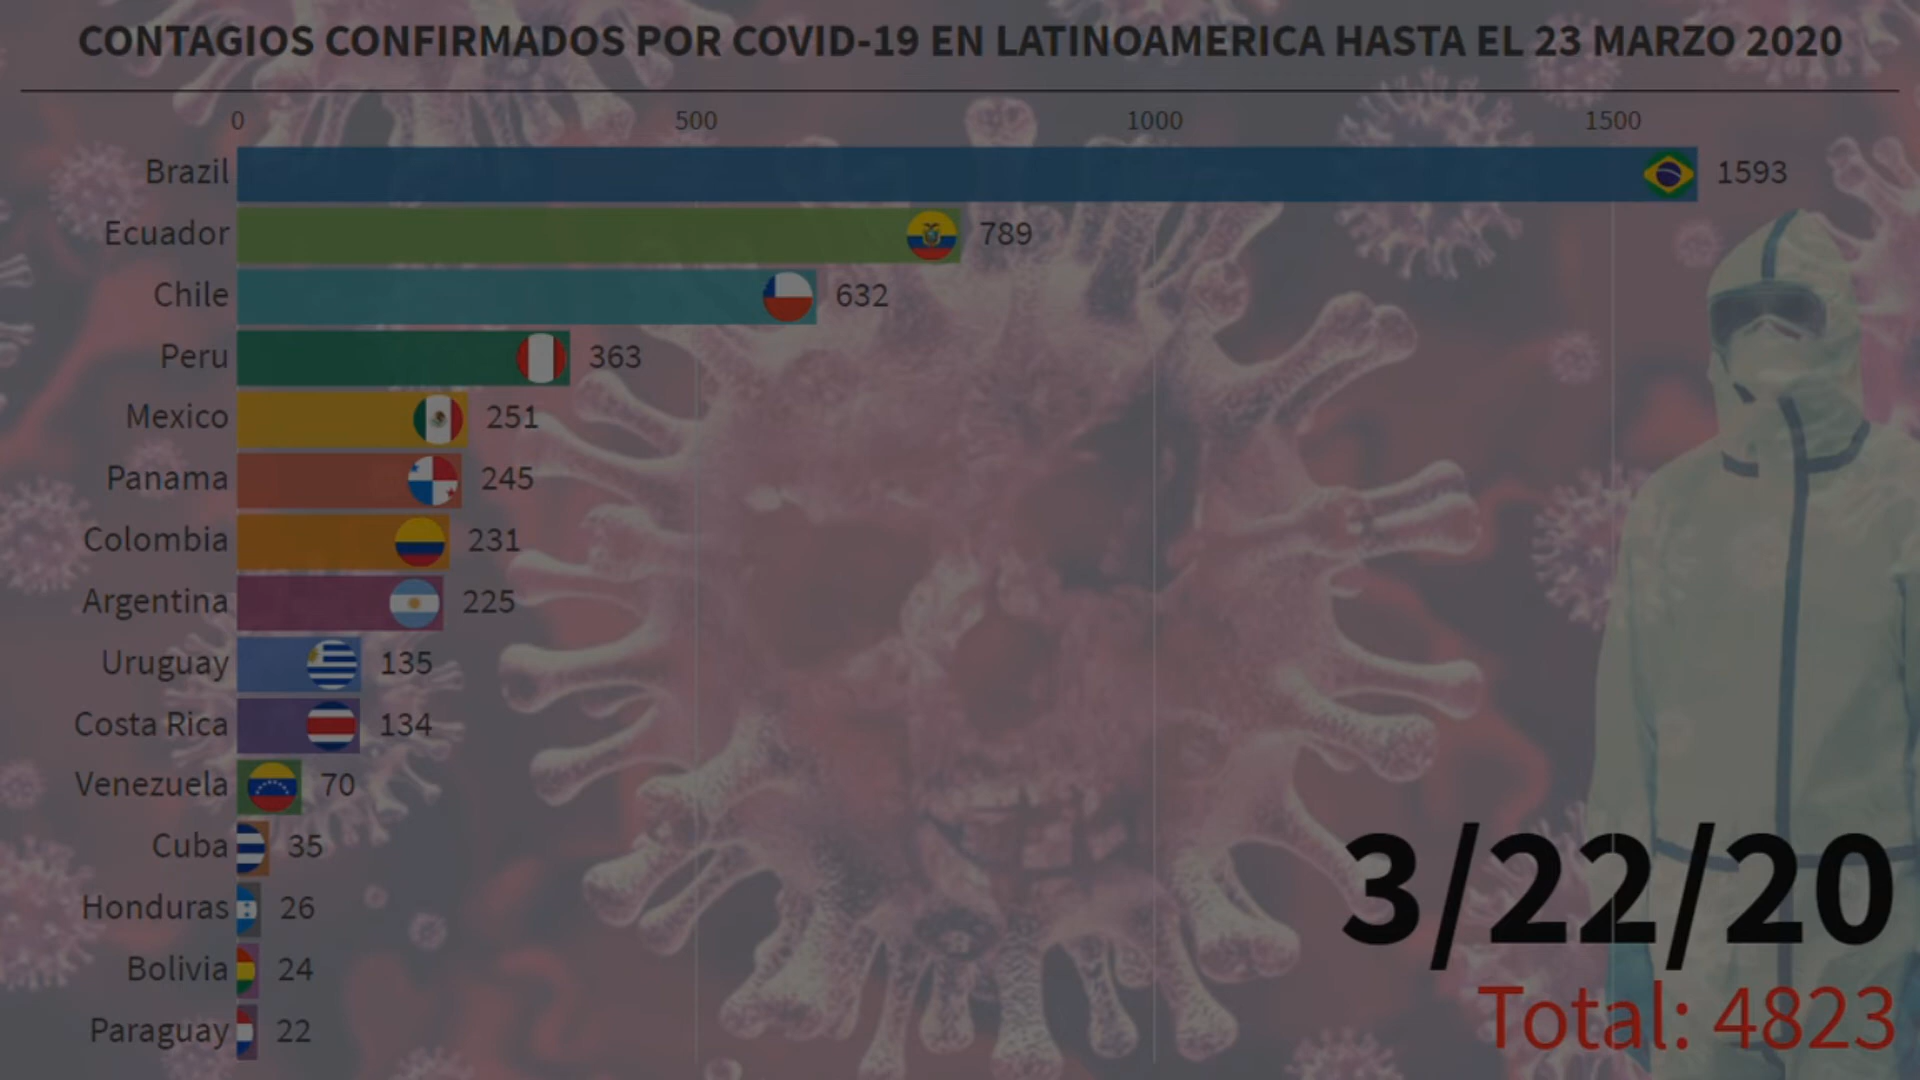 CONTAGIOS CONFIRMADOS POR COVID-19 EN LATINOAMERICA HASTA EL 23 MARZO 2020
0 500 1000 1500
Brazil 1593
Ecuador 789
Chile 632
Peru 363
Mexico 251
Panama 245
Colombia 231
Argentina 225
Uruguay 135
Costa Rica 134
Venezuela 70
Cuba 35
Honduras 26
Bolivia 24
Paraguay 22
3/22/20
Total: 4823